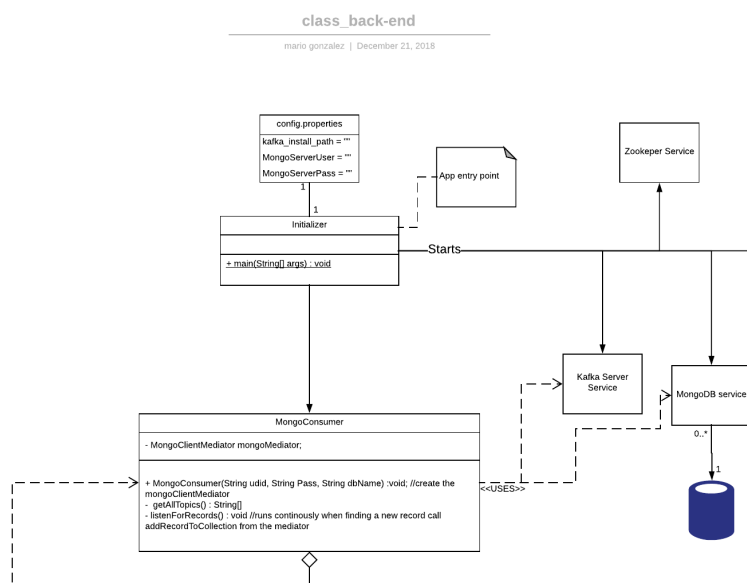 class_back-end
mario gonzalez | December 21, 2018
config.properties
kafka_install_path = ""
MongoServerUser = ""
MongoServerPass = ""
1
1
App entry point
Zookeper Service
Initializer
+ main(String[] args) : void
Starts
Kafka Server
Service
MongoDB service
0..*
1
MongoConsumer
- MongoClientMediator mongoMediator;
+ MongoConsumer(String udid, String Pass, String dbName) :void; //create the
mongoClientMediator
- getAllTopics() : String[]
- listenForRecords() : void //runs continously when finding a new record call
addRecordToCollection from the mediator
<<USES>>